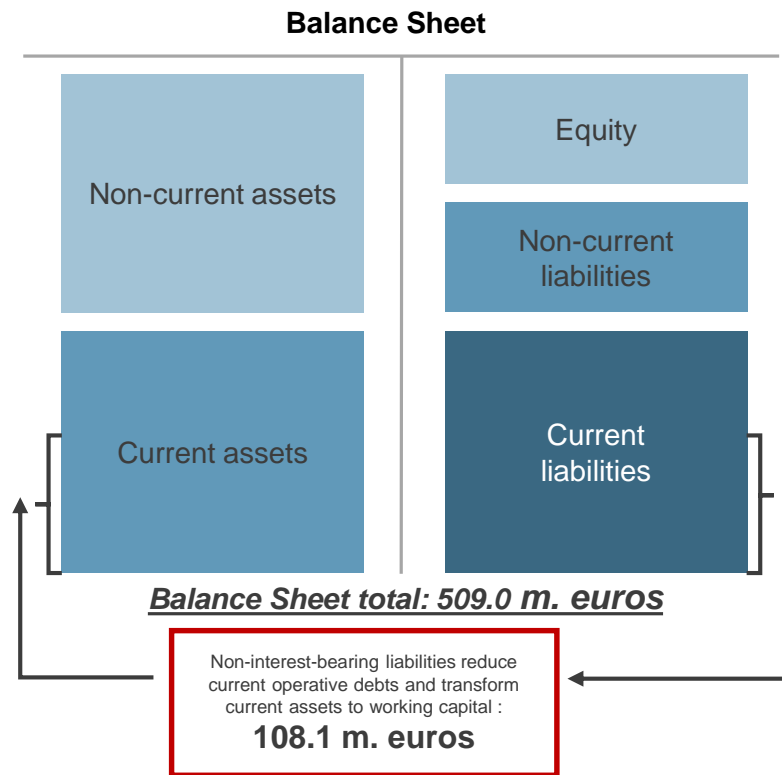 Balance Sheet
Non-current assets
Current assets
Equity
Non-current
liabilities
Current
liabilities
Balance Sheet total: 509.0 m. euros
Non-interest-bearing liabilities reduce
current operative debts and transform
current assets to working capital :
108.1 m. euros